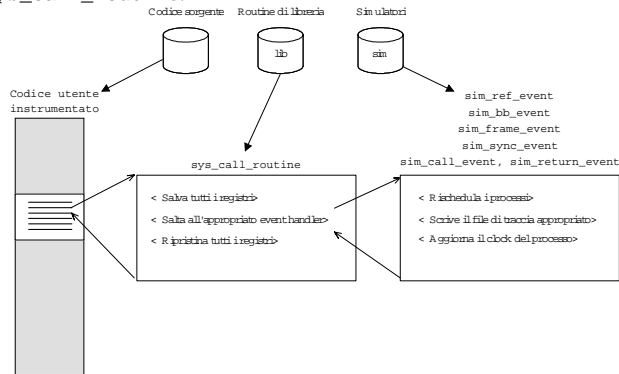 Codice sorgente
Routine di libreria
Simulatori
lib
sim
Codice utente
instrumentato
sim_ref_event
sim_bb_event
sim_frame_event
sim_sync_event
sim_call_event, sim_return_event
sys_call_routine
< Salva tutti i registri>
< Salta all'appropriato event handler>
< Ripristina tutti i registri>
< Rischedula i processi>
< Scrive il file di traccia appropriato>
< Aggiorna il clock del processo>